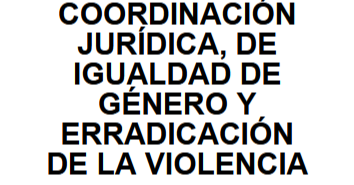 COORDINACIÓN
JURÍDICA, DE
IGUALDAD DE
GÉNERO Y
ERRADICACIÓN
DE LA VIOLENCIA